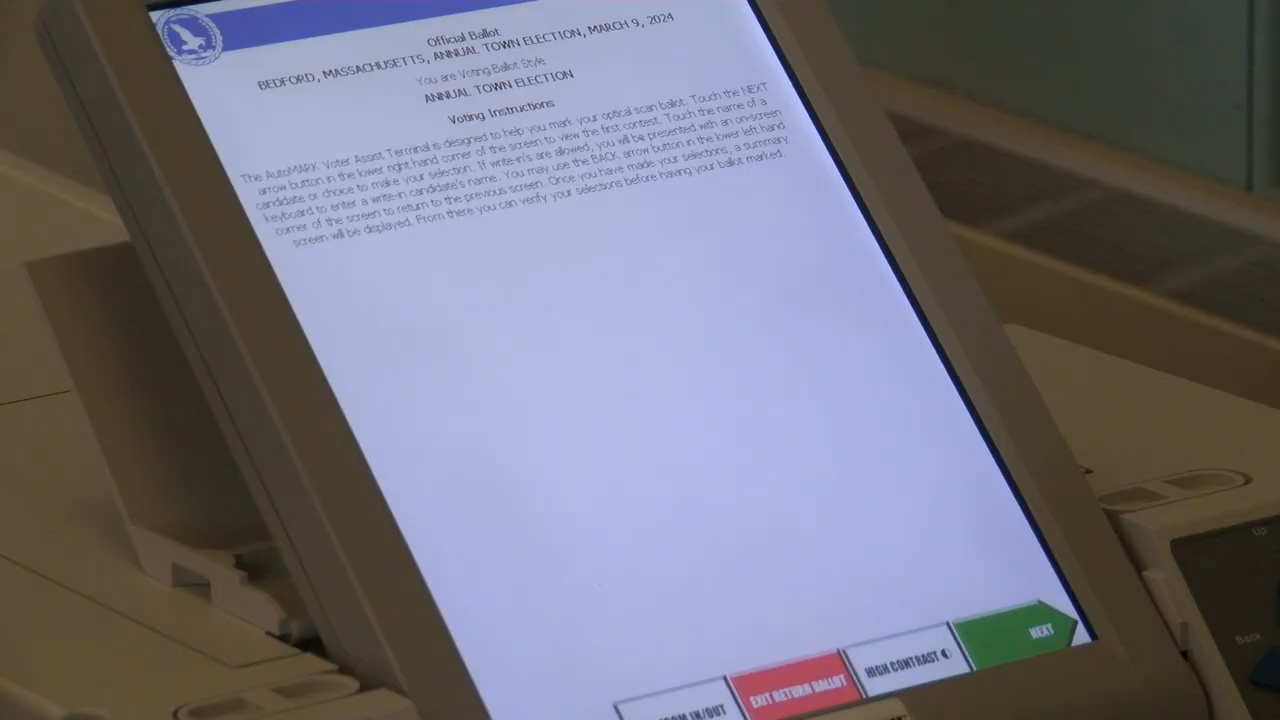 Official Ballot
BEDFORD, MASSACHUSETTS, ANNUAL TOWN ELECTION, MARCH 9, 2024
You are Voting Ballot Style
ANNUAL TOWN ELECTION
Voting Instructions
The AutoMARK Voter Assist Terminal is designed to help you mark your optical scan ballot. Touch the NEXT
arrow button in the lower right hand corner of the screen to view the first contest. Touch the name of a
candidate or choice to make your selection. If write-in's are allowed, you will be presented with an on-screen
keyboard to enter a write-in candidate's name. You may use the BACK arrow button in the lower left hand
corner of the screen to return to the previous screen. Once you have made your selections, a summary
screen will be displayed. From there you can verify your selections before having your ballot marked.
IN/OUT
EXIT RETURN BALLOT
HIGH CONTRAST
NEXT
Up
Back